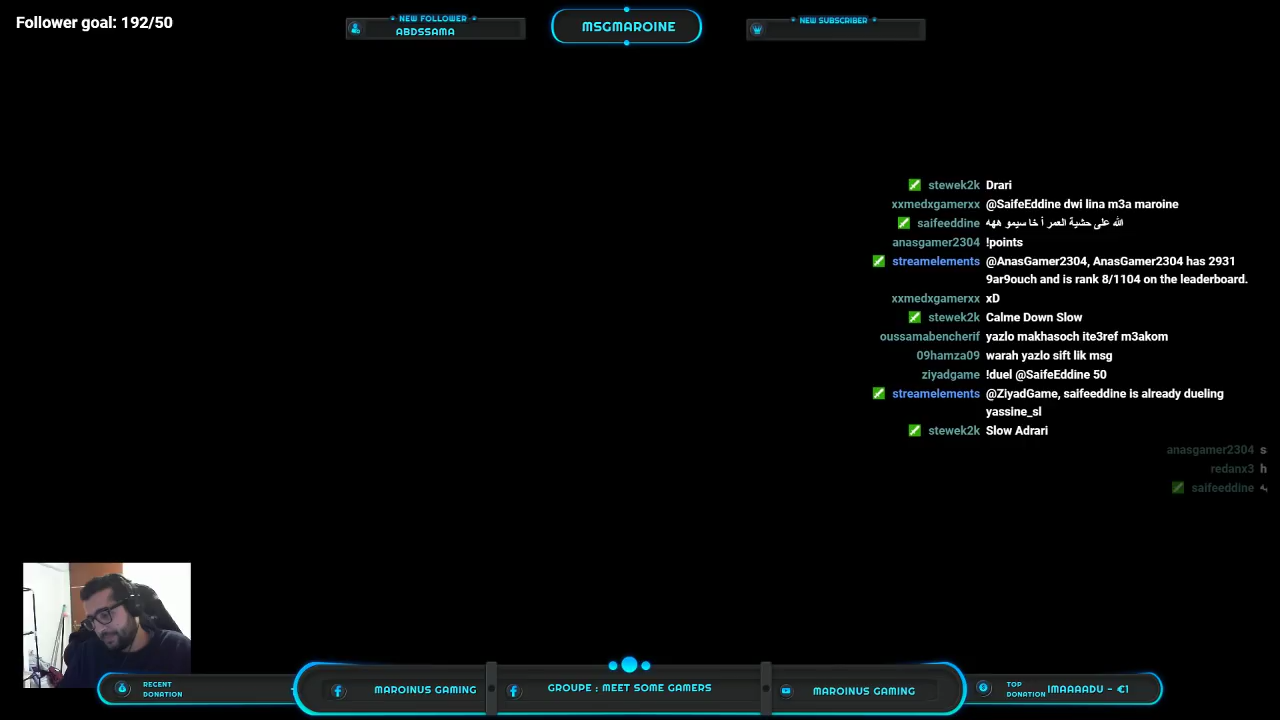 Follower goal: 192/50
NEW FOLLOWER
ABDSSAMA
MSGMAROINE
NEW SUBSCRIBER
stewek2k Drari
xxmedxgamerxx @SaifeEddine dwi lina m3a maroine
saifeeddine الله على حشية العمر أ خا سيمو ههه
anasgamer2304 !points
streamelements @AnasGamer2304, AnasGamer2304 has 2931
9ar9ouch and is rank 8/1104 on the leaderboard.
xxmedxgamerxx xD
stewek2k Calme Down Slow
oussamabencherif yazlo makhasoch ite3ref m3akom
09hamza09 warah yazlo sift lik msg
ziyadgame !duel @SaifeEddine 50
streamelements @ZiyadGame, saifeeddine is already dueling
yassine_sl
stewek2k Slow Adrari
anasgamer2304 s
redanx3 h
saifeeddine
RECENT
DONATION
MAROINUS GAMING
GROUPE : MEET SOME GAMERS
MAROINUS GAMING
TOP
DONATION IMAAAADU - €1